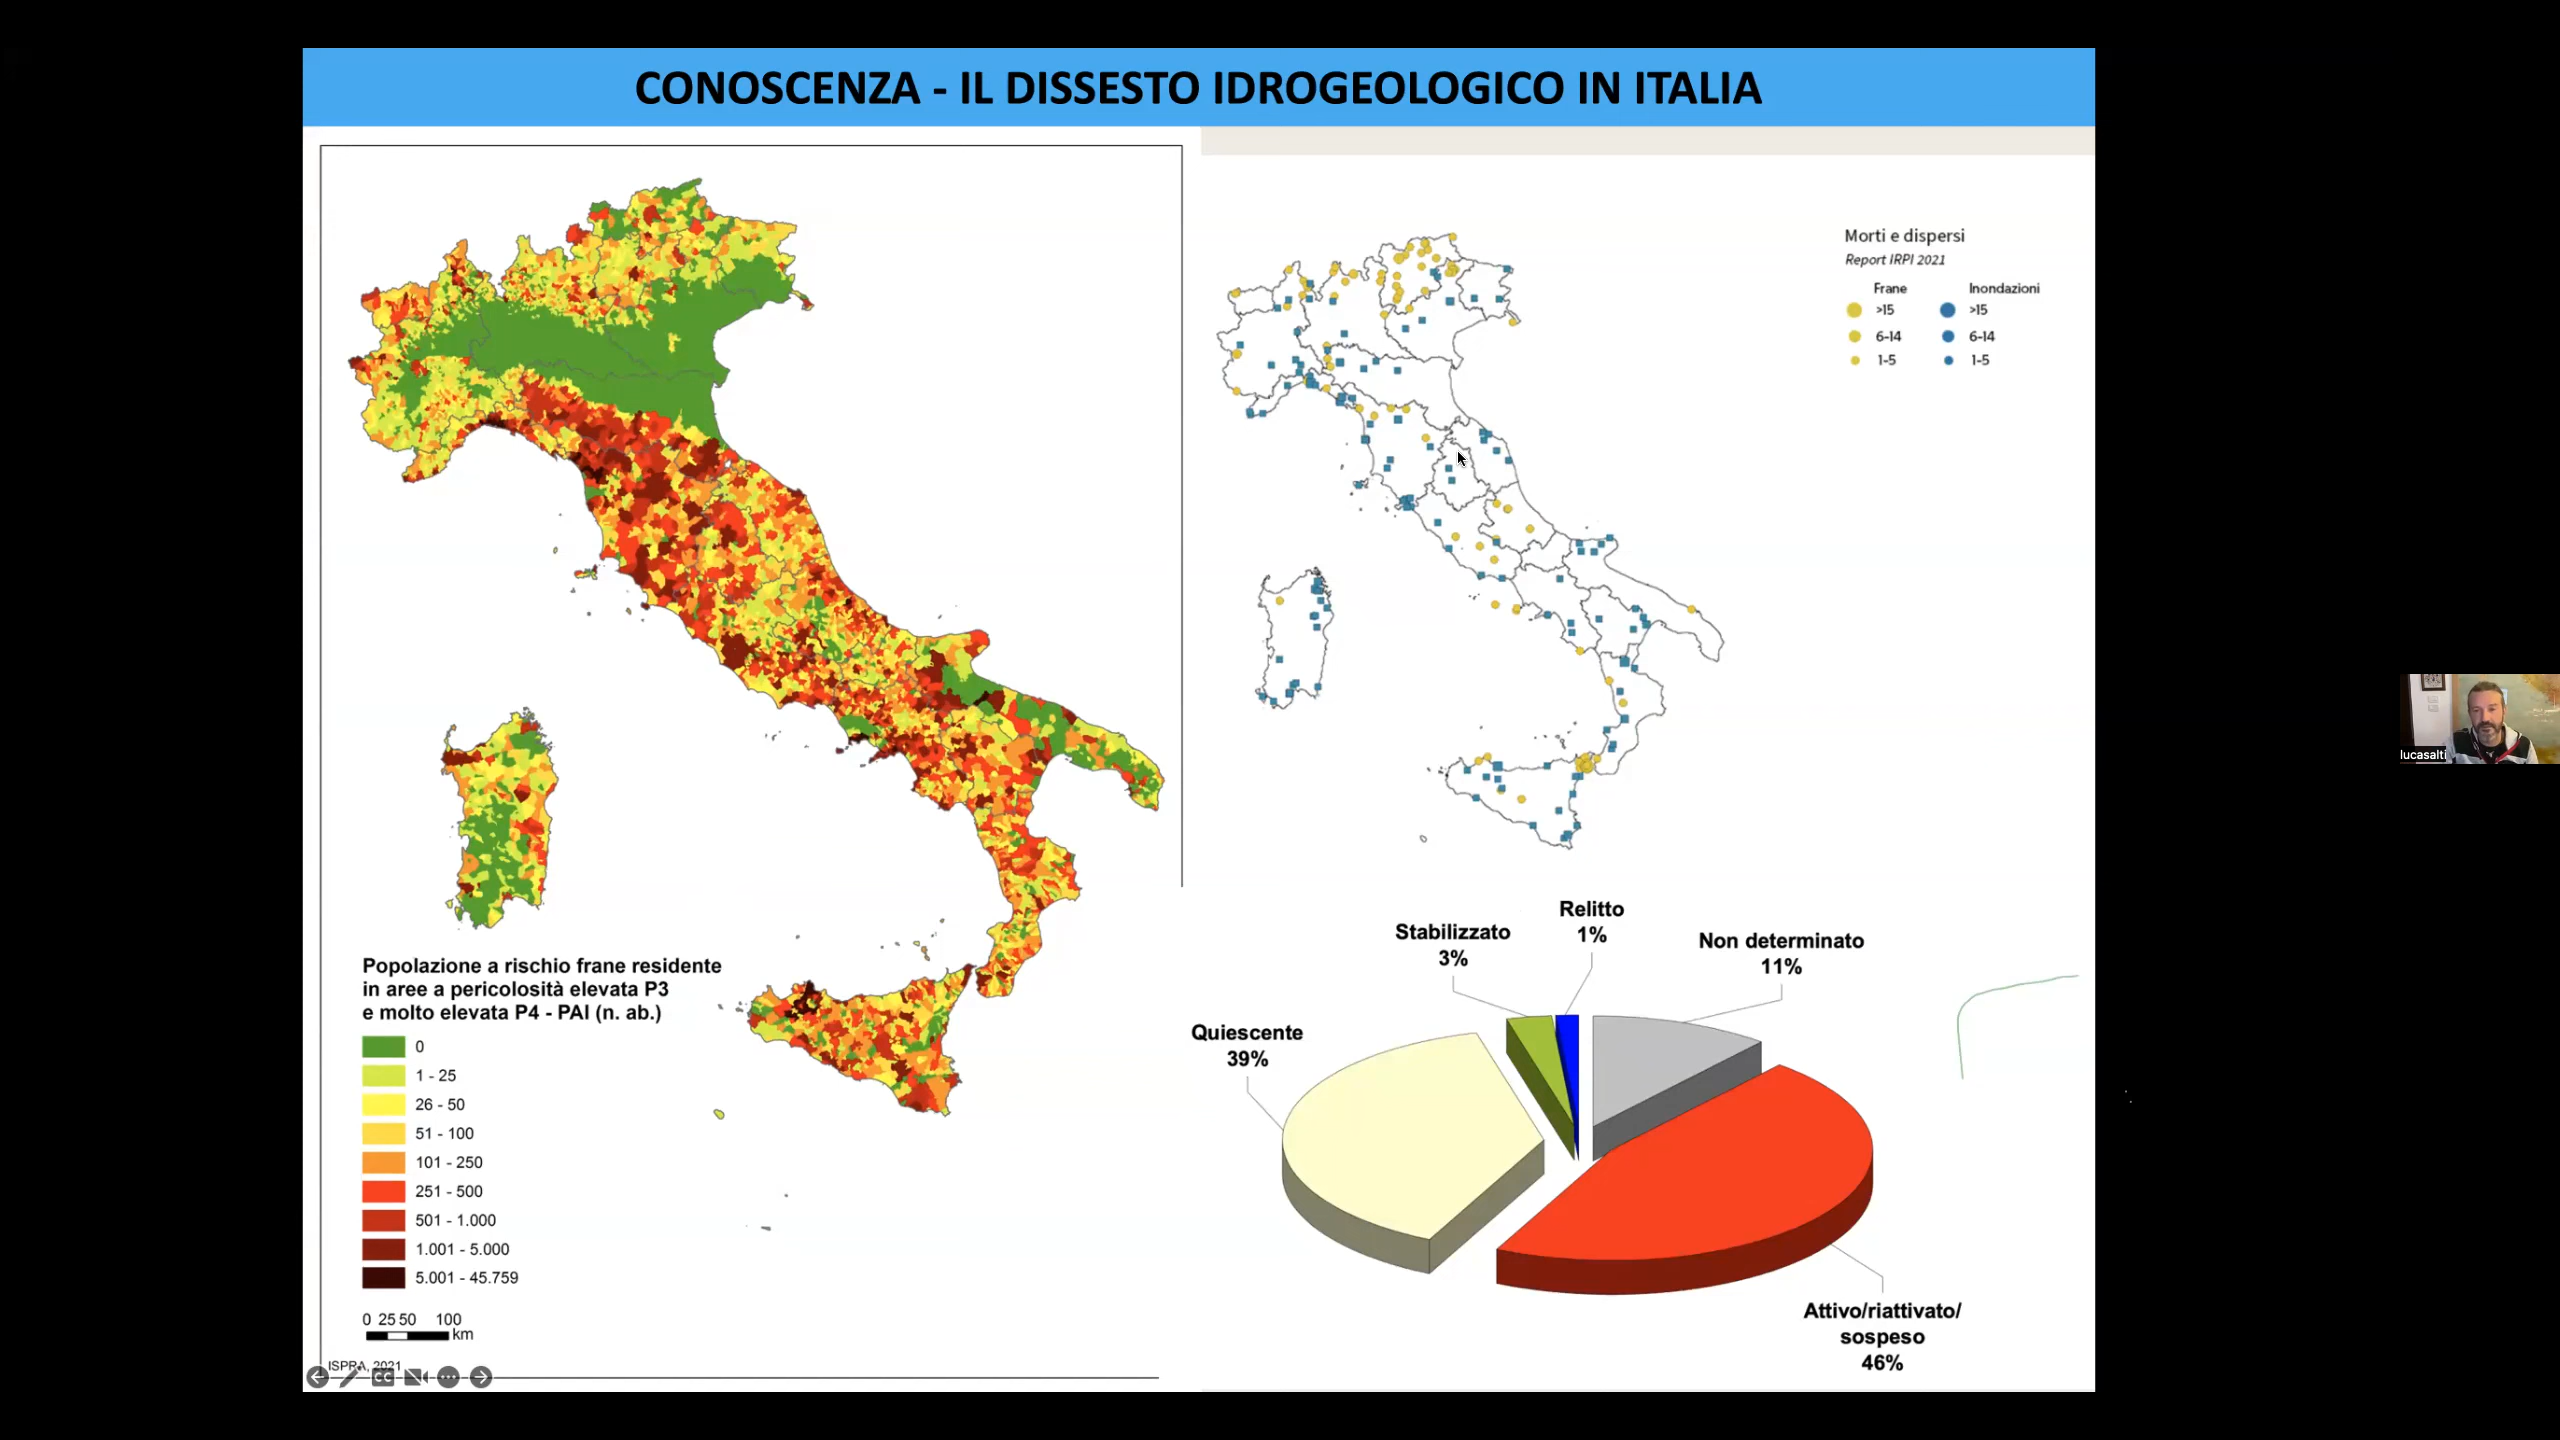 CONOSCENZA - IL DISSESTO IDROGEOLOGICO IN ITALIA
Popolazione a rischio frane residente
in aree a pericolosità elevata P3
e molto elevata P4 - PAI (n. ab.)
0
1 - 25
26 - 50
51 - 100
101 - 250
251 - 500
501 - 1.000
1.001 - 5.000
5.001 - 45.759
0 25 50 100
km
ISPRA, 2021
CC
Morti e dispersi
Report IRPI 2021
Frane Inondazioni
>15 >15
6-14 6-14
1-5 1-5
Relitto
1%
Stabilizzato
3%
Non determinato
11%
Quiescente
39%
Attivo/riattivato/
sospeso
46%
lucasalti